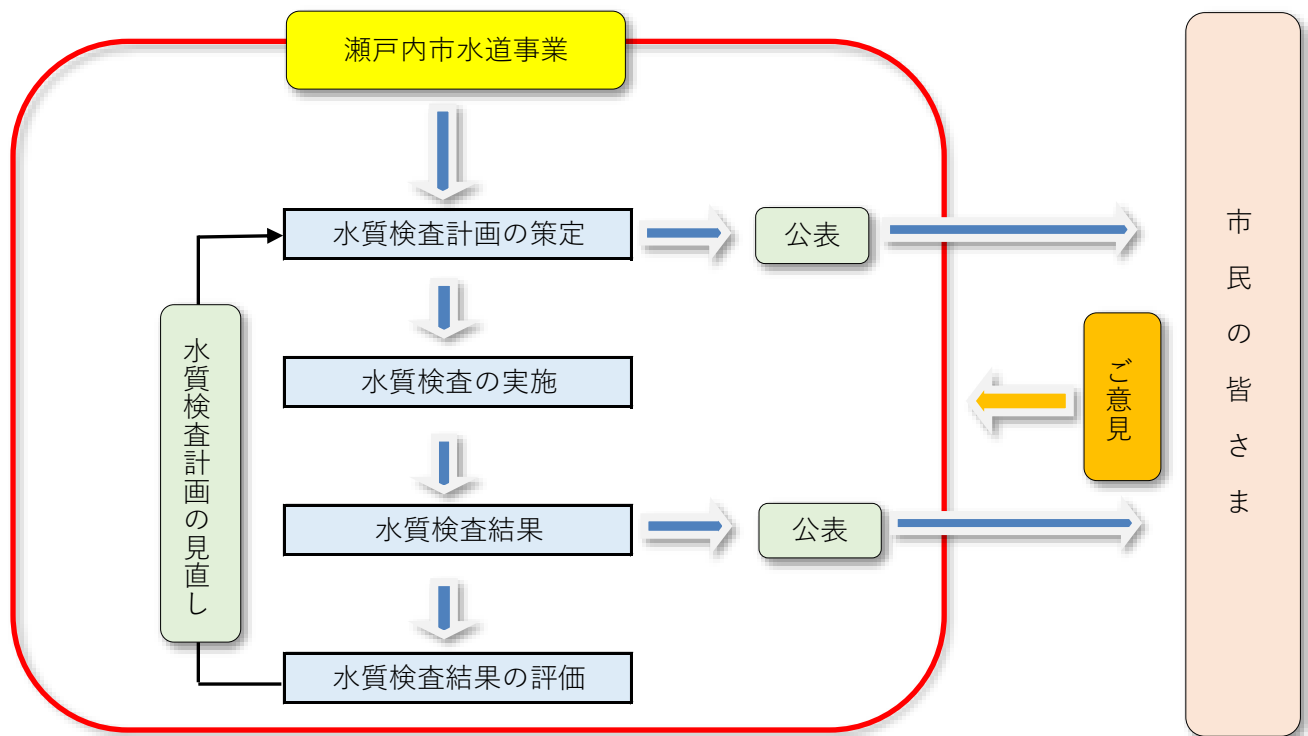 瀬戸内市水道事業
水質検査計画の策定
公表
市民の皆さま
水質検査計画の見直し
水質検査の実施
ご意見
水質検査結果
公表
水質検査結果の評価